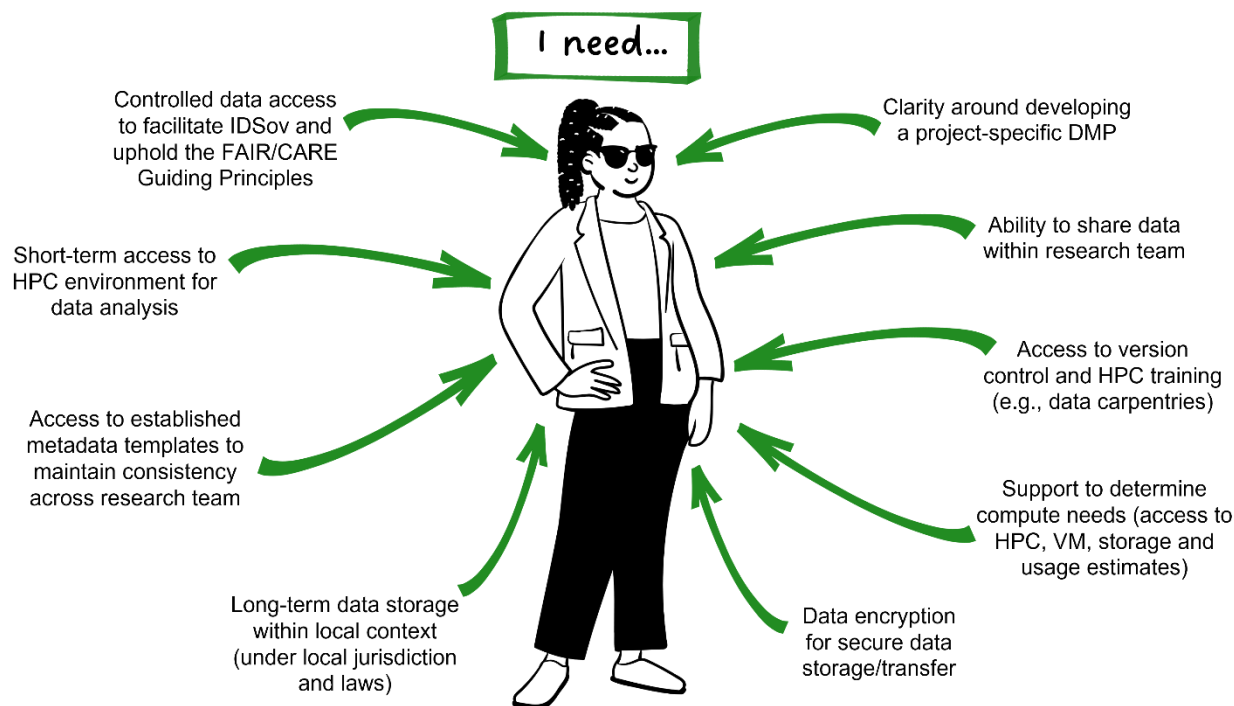 I need...
Controlled data access
to facilitate IDSov and
uphold the FAIR/CARE
Guiding Principles
Short-term access to
HPC environment for
data analysis
Access to established
metadata templates to
maintain consistency
across research team
Long-term data storage
within local context
(under local jurisdiction
and laws)
Clarity around developing
a project-specific DMP
Ability to share data
within research team
Access to version
control and HPC training
(e.g., data carpentries)
Support to determine
compute needs (access to
HPC, VM, storage and
usage estimates)
Data encryption
for secure data
storage/transfer